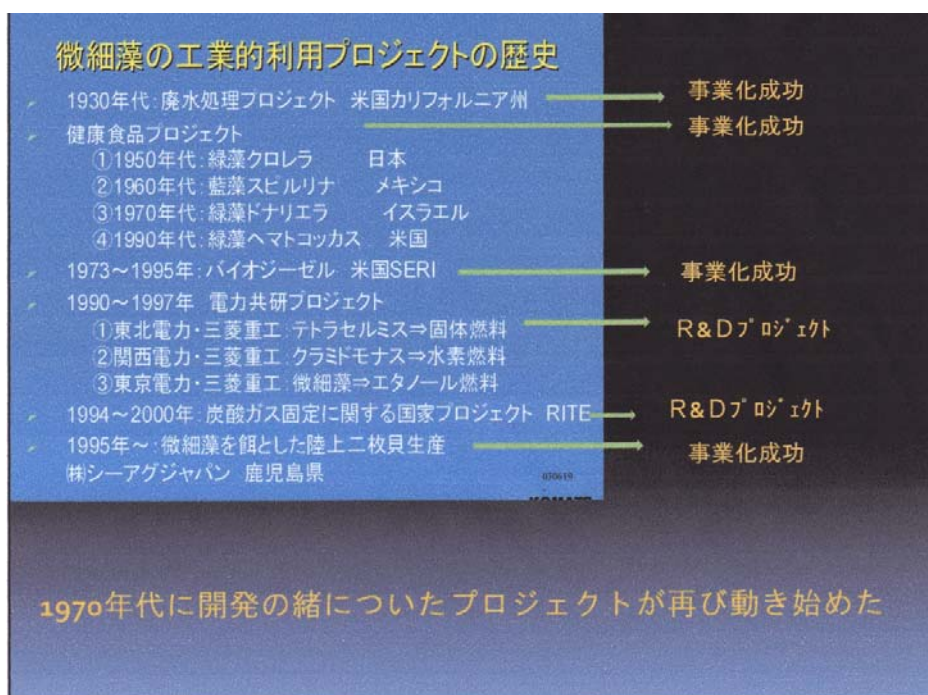 微細藻の工業的利用プロジェクトの歴史
1930年代:廃水処理プロジェクト 米国カリフォルニア州 事業化成功
健康食品プロジェクト 事業化成功
①1950年代:緑藻クロレラ 日本
②1960年代:藍藻スピルリナ メキシコ
③1970年代:緑藻ドナリエラ イスラエル
④1990年代:緑藻ヘマトコッカス 米国
1973~1995年:バイオジーゼル 米国SERI 事業化成功
1990~1997年 電力共研プロジェクト
①東北電力・三菱重工:テトラセルミス⇒固体燃料 R&Dプロジェクト
②関西電力・三菱重工:クラミドモナス⇒水素燃料
③東京電力・三菱重工:微細藻⇒エタノール燃料
1994~2000年:炭酸ガス固定に関する国家プロジェクト RITE R&Dプロジェクト
1995年~:微細藻を餌とした陸上二枚貝生産 事業化成功
㈱シーアグジャパン 鹿児島県
030619
1970年代に開発の緒についたプロジェクトが再び動き始めた